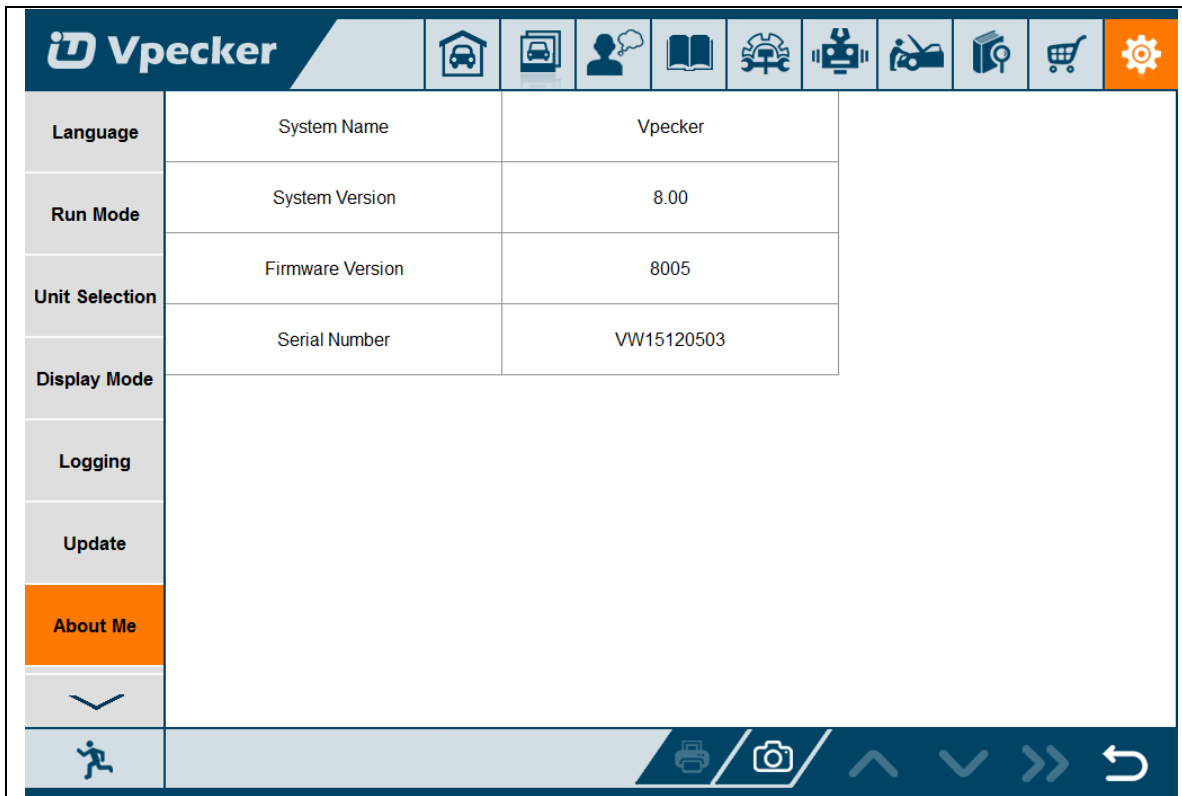 Vpecker
Language
System Name
Vpecker
Run Mode
System Version
8.00
Unit Selection
Firmware Version
8005
Display Mode
Serial Number
VW15120503
Logging
Update
About Me